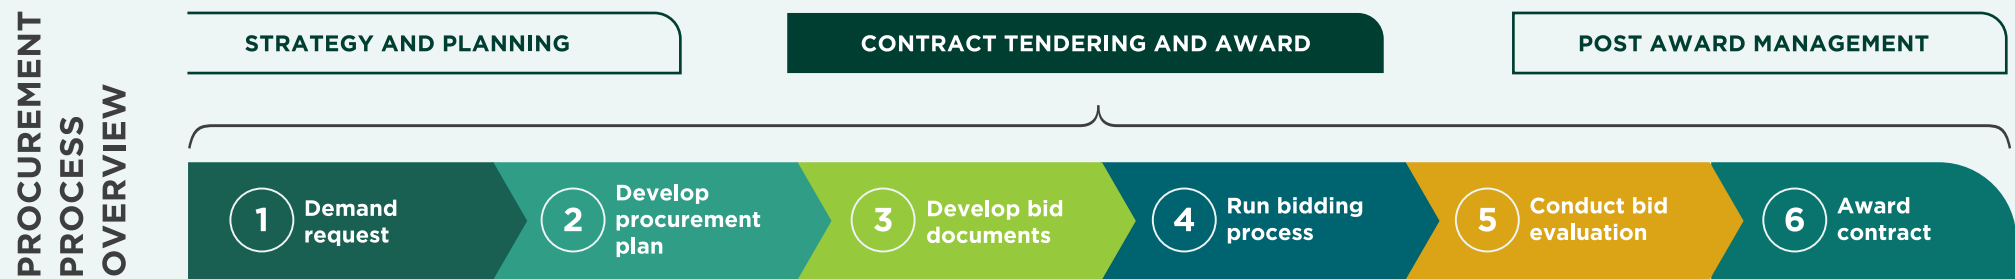 PROCUREMENT
PROCESS
OVERVIEW
STRATEGY AND PLANNING
CONTRACT TENDERING AND AWARD
POST AWARD MANAGEMENT
1
Demand
request
2
Develop
procurement
plan
3
Develop bid
documents
4
Run bidding
process
5
Conduct bid
evaluation
6
Award
contract